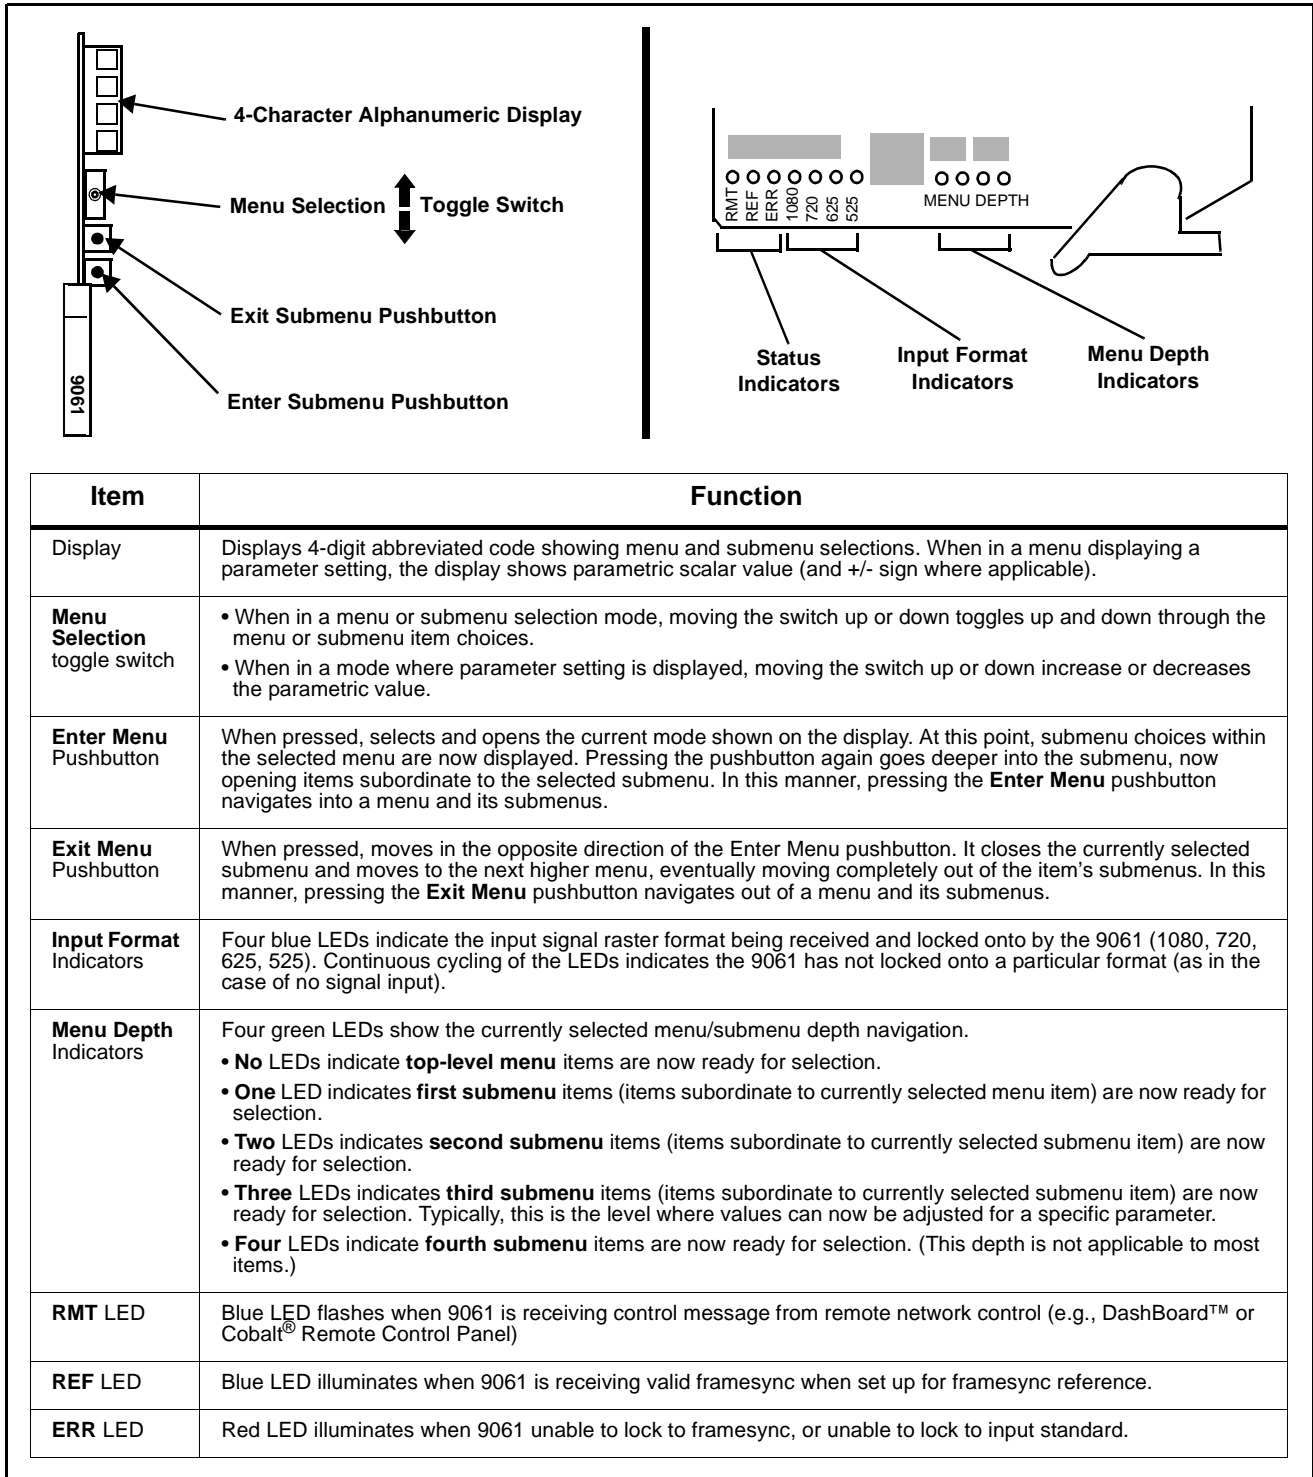 4-Character Alphanumeric Display
Menu Selection
Toggle Switch
Exit Submenu Pushbutton
Enter Submenu Pushbutton
9061
RMT
REF
ERR
1080
720
625
525
MENU DEPTH
Status
Indicators
Input Format
Indicators
Menu Depth
Indicators
Item
Function
Display
Displays 4-digit abbreviated code showing menu and submenu selections. When in a menu displaying a
parameter setting, the display shows parametric scalar value (and +/- sign where applicable).
Menu
Selection
toggle switch
• When in a menu or submenu selection mode, moving the switch up or down toggles up and down through the
menu or submenu item choices.
• When in a mode where parameter setting is displayed, moving the switch up or down increase or decreases
the parametric value.
Enter Menu
Pushbutton
When pressed, selects and opens the current mode shown on the display. At this point, submenu choices within
the selected menu are now displayed. Pressing the pushbutton again goes deeper into the submenu, now
opening items subordinate to the selected submenu. In this manner, pressing the Enter Menu pushbutton
navigates into a menu and its submenus.
Exit Menu
Pushbutton
When pressed, moves in the opposite direction of the Enter Menu pushbutton. It closes the currently selected
submenu and moves to the next higher menu, eventually moving completely out of the item's submenus. In this
manner, pressing the Exit Menu pushbutton navigates out of a menu and its submenus.
Input Format
Indicators
Four blue LEDs indicate the input signal raster format being received and locked onto by the 9061 (1080, 720,
625, 525). Continuous cycling of the LEDs indicates the 9061 has not locked onto a particular format (as in the
case of no signal input).
Menu Depth
Indicators
Four green LEDs show the currently selected menu/submenu depth navigation.
• No LEDs indicate top-level menu items are now ready for selection.
• One LED indicates first submenu items (items subordinate to currently selected menu item) are now ready for
selection.
• Two LEDs indicates second submenu items (items subordinate to currently selected submenu item) are now
ready for selection.
• Three LEDs indicates third submenu items (items subordinate to currently selected submenu item) are now
ready for selection. Typically, this is the level where values can now be adjusted for a specific parameter.
• Four LEDs indicate fourth submenu items are now ready for selection. (This depth is not applicable to most
items.)
RMT LED
Blue LED flashes when 9061 is receiving control message from remote network control (e.g., DashBoard™ or
Cobalt® Remote Control Panel)
REF LED
Blue LED illuminates when 9061 is receiving valid framesync when set up for framesync reference.
ERR LED
Red LED illuminates when 9061 unable to lock to framesync, or unable to lock to input standard.